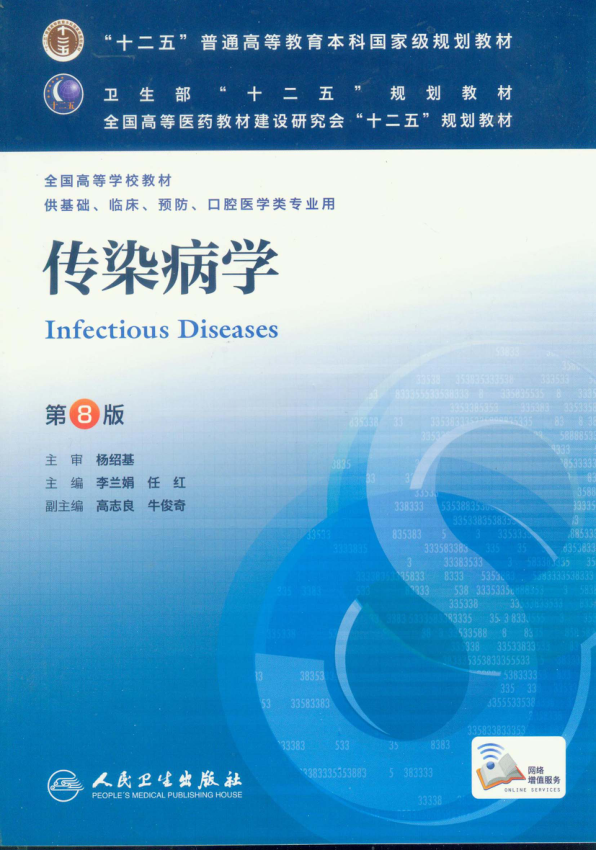 “十二五”普通高等教育本科国家级规划教材
卫生部“十二五”规划教材
全国高等医药教材建设研究会“十二五”规划教材
全国高等学校教材
供基础、临床、预防、口腔医学类专业用
传染病学
Infectious Diseases
第8版
主 审 杨绍基
主 编 李兰娟 任 红
副主编 高志良 牛俊奇
人民卫生出版社
PEOPLE'S MEDICAL PUBLISHING HOUSE
网络
增值服务
ONLINE SERVICES